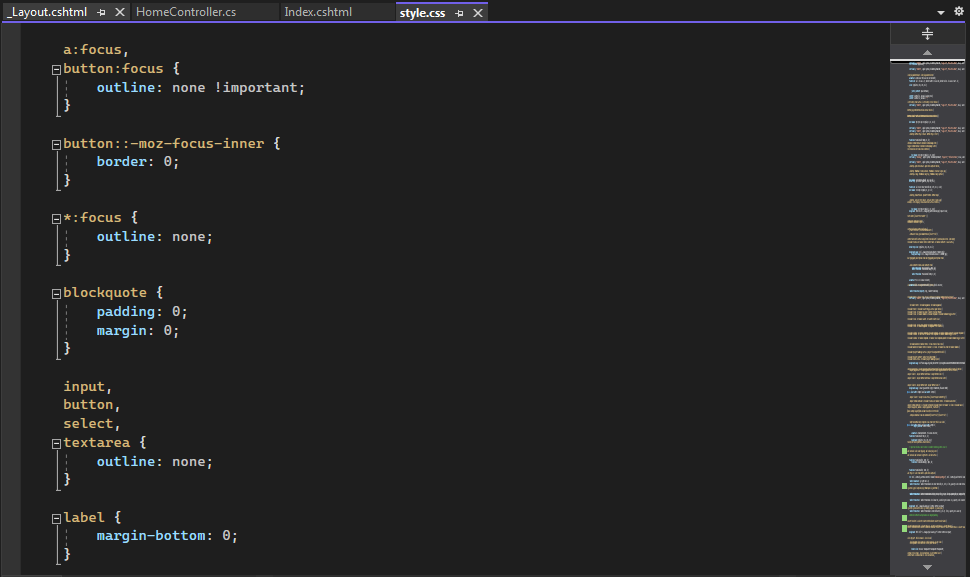 _Layout.cshtml HomeController.cs Index.cshtml style.css
a:focus,
button:focus {
outline: none !important;
}
button::-moz-focus-inner {
border: 0;
}
*:focus {
outline: none;
}
blockquote {
padding: 0;
margin: 0;
}
input,
button,
select,
textarea {
outline: none;
}
label {
margin-bottom: 0;
}